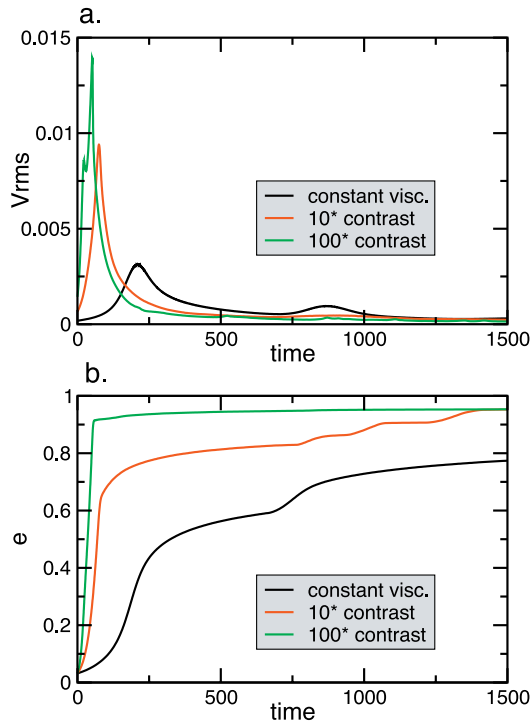 a.
0.015
0.01
0.005
0
Vrms
constant visc.
10* contrast
100* contrast
0 500 1000 1500
time
b.
1
0.8
0.6
0.4
0.2
0
e
constant visc.
10* contrast
100* contrast
0 500 1000 1500
time